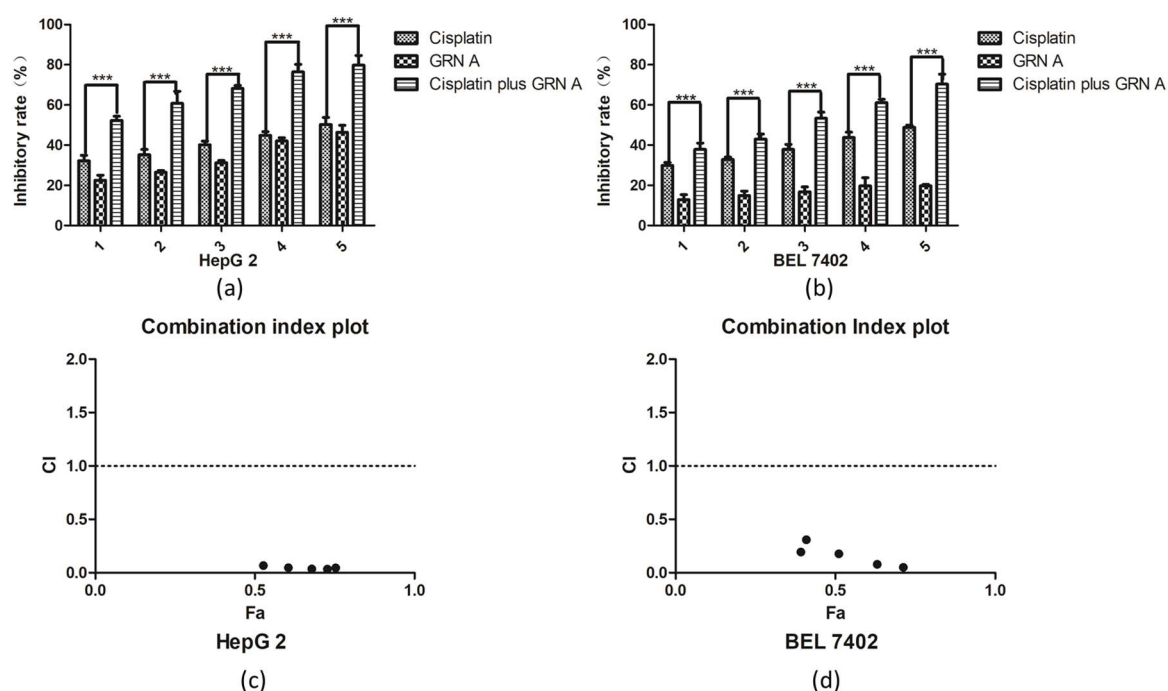 100
80
60
40
20
0
Inhibitory rate (%)
***
***
***
***
***
1
2
3
4
5
HepG 2
Cisplatin
GRN A
Cisplatin plus GRN A
(a)
100
80
60
40
20
0
Inhibitory rate (%)
***
***
***
***
***
1
2
3
4
5
BEL 7402
Cisplatin
GRN A
Cisplatin plus GRN A
(b)
Combination index plot
2.0
1.5
1.0
0.5
0.0
CI
0.0
0.5
1.0
Fa
HepG 2
(c)
Combination Index plot
2.0
1.5
1.0
0.5
0.0
CI
0.0
0.5
1.0
Fa
BEL 7402
(d)